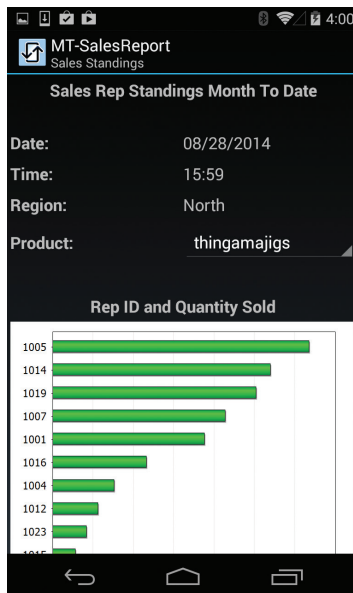 4:00
MT-SalesReport
Sales Standings
Sales Rep Standings Month To Date
Date: 08/28/2014
Time: 15:59
Region: North
Product: thingamajigs
Rep ID and Quantity Sold
1005
1014
1019
1007
1001
1016
1004
1012
1023
1015